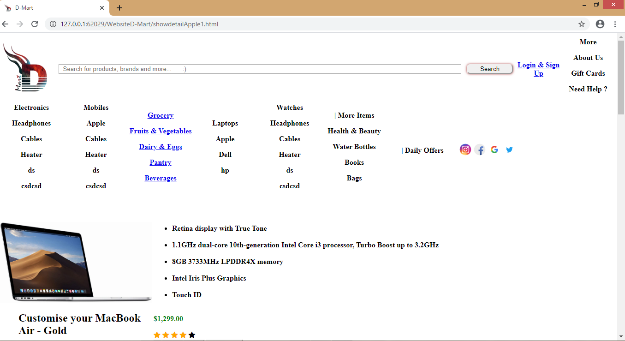 D-Mart
127.0.0.1:62029/WebsiteD-Mart/showdetailApple1.html
D
Mart
Search for products, brands and more..... )
Search
Login & Sign
Up
More
About Us
Gift Cards
Need Help ?
Electronics
Headphones
Cables
Heater
ds
csdcsd
Mobiles
Apple
Cables
Heater
ds
csdcsd
Grocery
Fruits & Vegetables
Dairy & Eggs
Pantry
Beverages
Laptops
Apple
Dell
hp
Watches
Headphones
Cables
Heater
ds
csdcsd
| More Items
Health & Beauty
Water Bottles
Books
Bags
| Daily Offers
• Retina display with True Tone
• 1.1GHz dual-core 10th-generation Intel Core i3 processor, Turbo Boost up to 3.2GHz
• 8GB 3733MHz LPDDR4X memory
• Intel Iris Plus Graphics
• Touch ID
Customise your MacBook
Air - Gold
$1,299.00